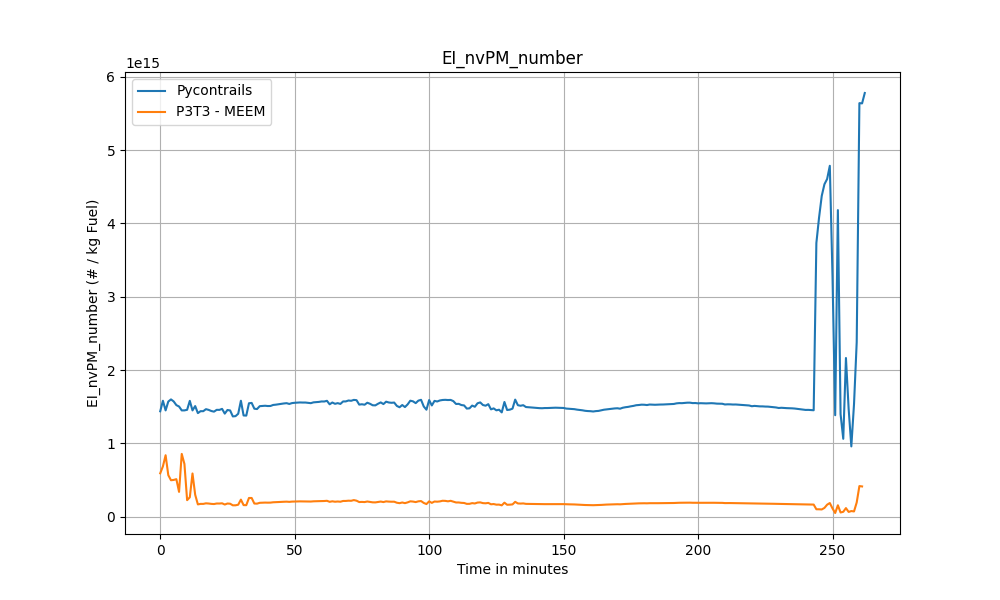 EI_nvPM_number
1e15
Pycontrails
P3T3 - MEEM
6
5
4
3
2
1
0
EI_nvPM_number (# / kg Fuel)
0
50
100
150
200
250
Time in minutes